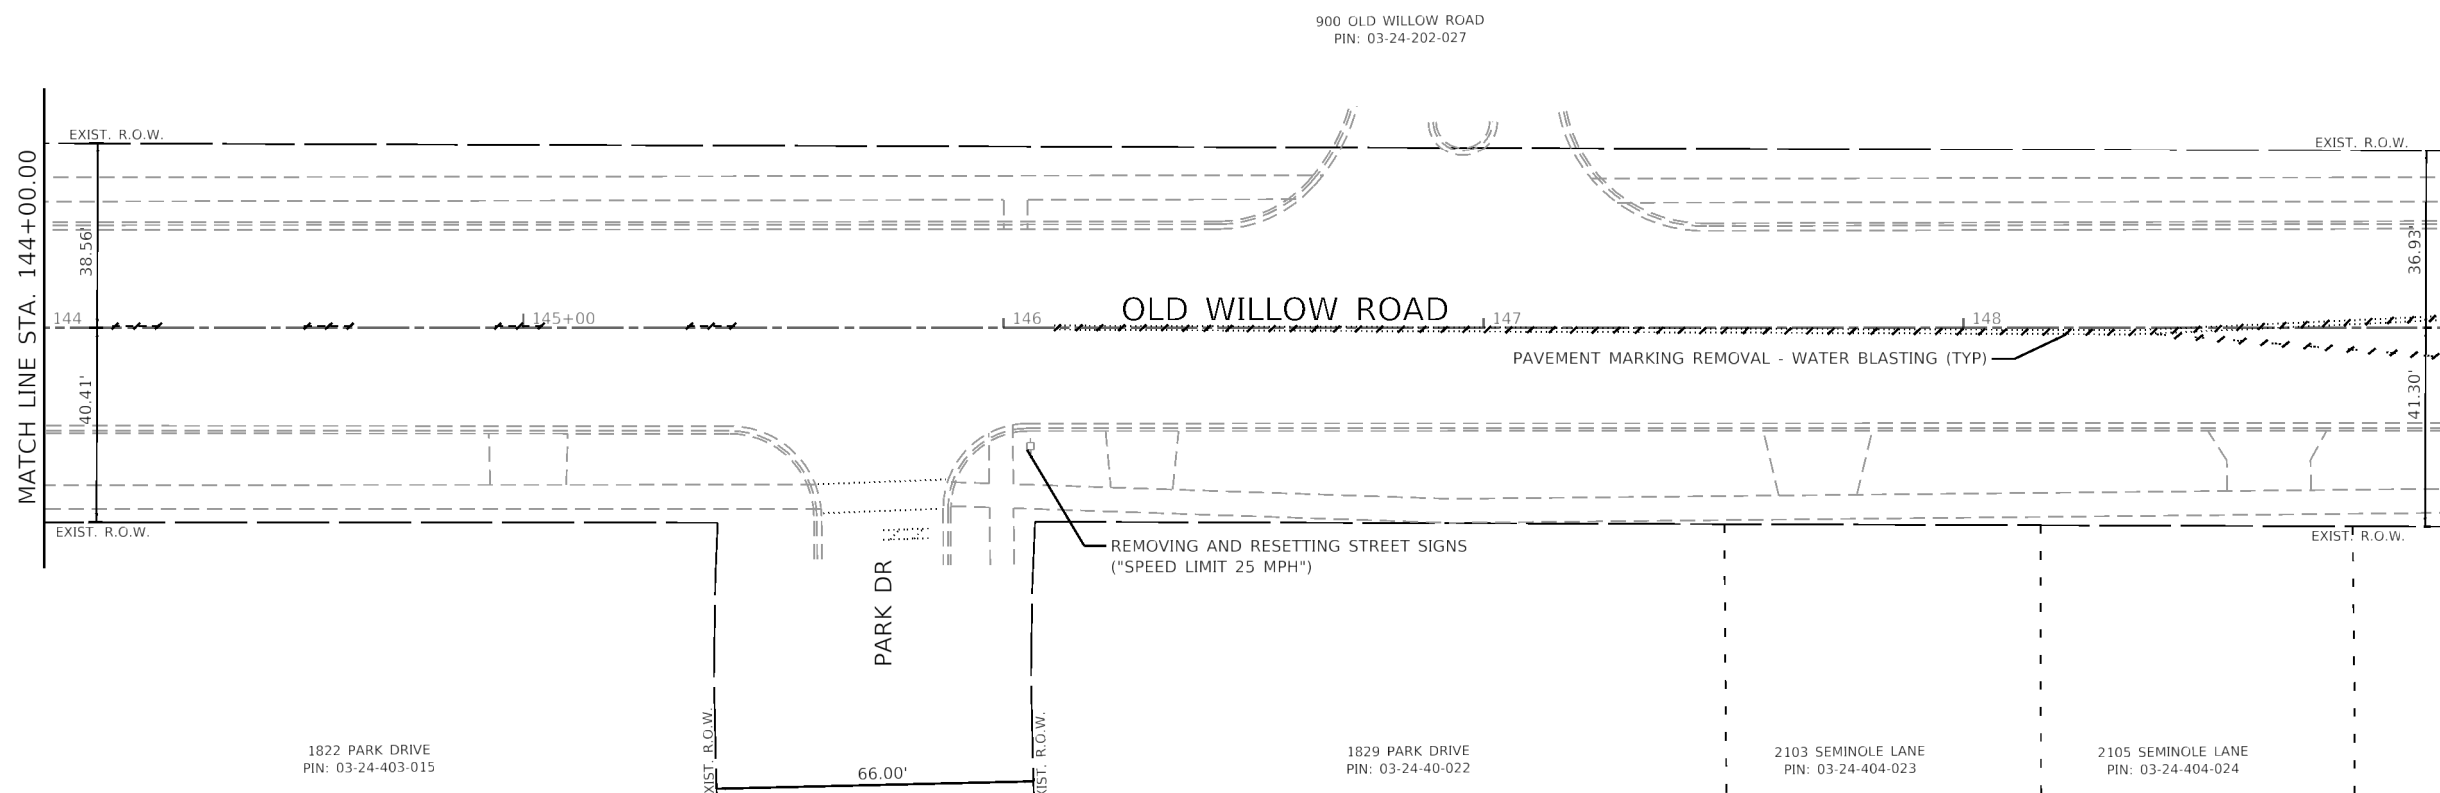 900 OLD WILLOW ROAD
PIN: 03-24-202-027
EXIST. R.O.W.
EXIST. R.O.W.
MATCH LINE STA. 144+00.00
38.56'
36.93'
OLD WILLOW ROAD
144
145+00
146
147
148
PAVEMENT MARKING REMOVAL - WATER BLASTING (TYP)
40.41'
41.30'
EXIST. R.O.W.
EXIST. R.O.W.
REMOVING AND RESETTING STREET SIGNS
("SPEED LIMIT 25 MPH")
PARK DR
EXIST. R.O.W.
EXIST. R.O.W.
66.00'
1822 PARK DRIVE
PIN: 03-24-403-015
1829 PARK DRIVE
PIN: 03-24-40-022
2103 SEMINOLE LANE
PIN: 03-24-404-023
2105 SEMINOLE LANE
PIN: 03-24-404-024